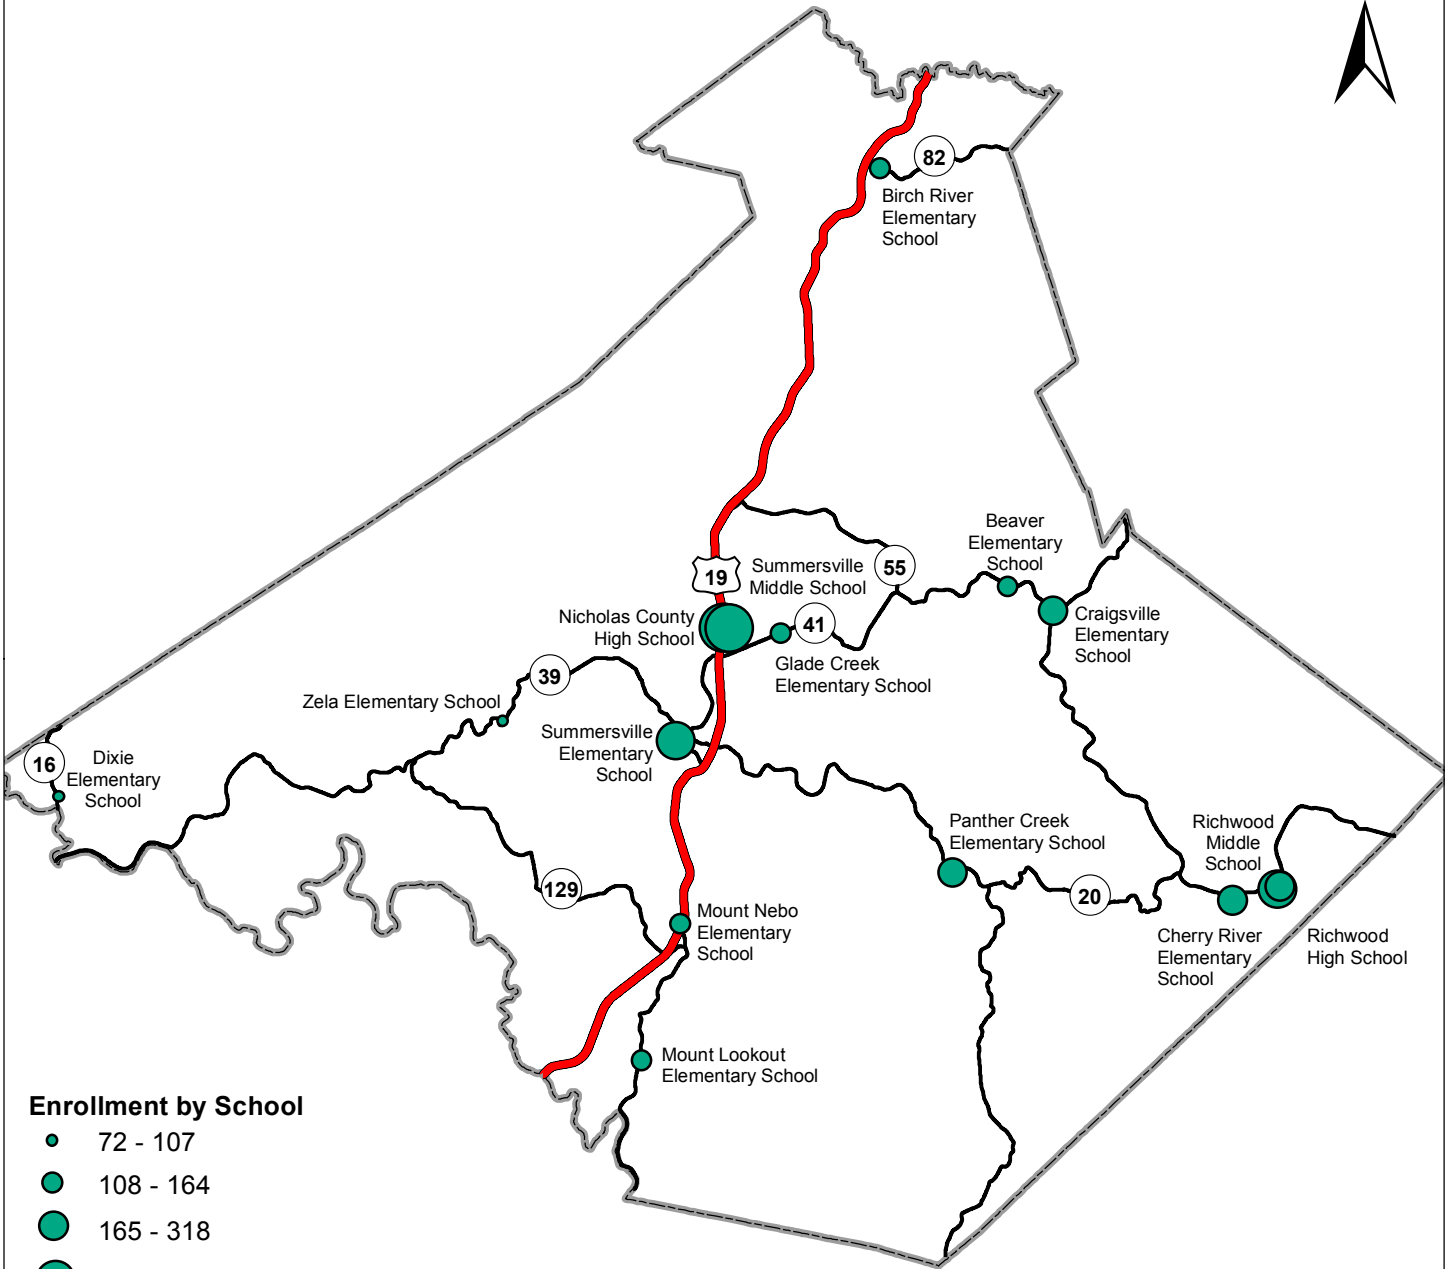 82
Birch River
Elementary
School
Beaver
Elementary
School
19
Summersville
Middle School
55
Nicholas County
High School
41
Craigsville
Elementary
School
Glade Creek
Elementary School
39
Zela Elementary School
Summersville
Elementary
School
16
Dixie
Elementary
School
Panther Creek
Elementary School
Richwood
Middle
School
129
20
Mount Nebo
Elementary
School
Cherry River
Elementary
School
Richwood
High School
Mount Lookout
Elementary School
Enrollment by School
72 - 107
108 - 164
165 - 318